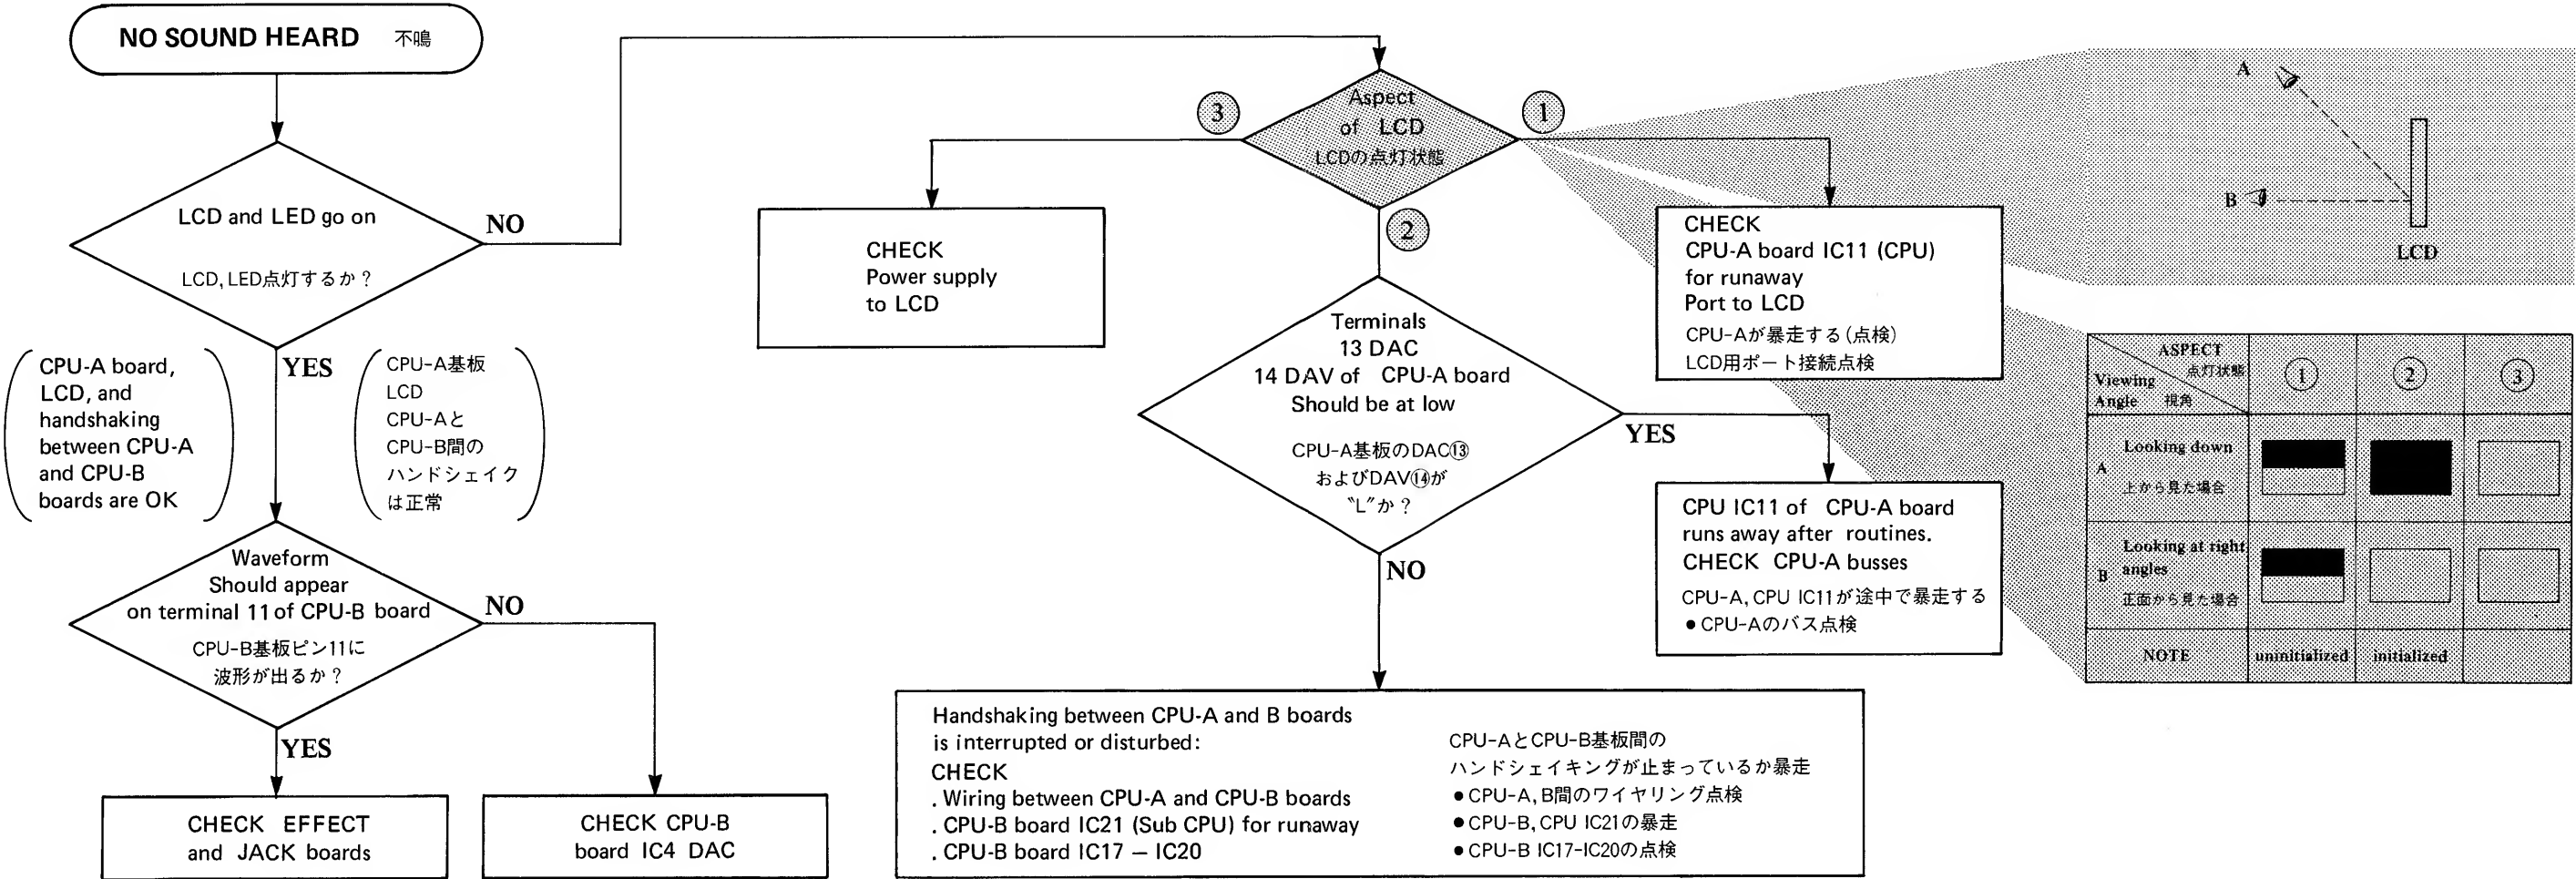 NO SOUND HEARD 不鳴
LCD and LED go on
LCD, LED点灯するか？
NO
YES
CPU-A board,
LCD, and
handshaking
between CPU-A
and CPU-B
boards are OK
CPU-A基板
LCD
CPU-Aと
CPU-B間の
ハンドシェイク
は正常
Waveform
Should appear
on terminal 11 of CPU-B board
CPU-B基板ピン11に
波形が出るか？
NO
YES
CHECK EFFECT
and JACK boards
CHECK CPU-B
board IC4 DAC
Aspect
of LCD
LCDの点灯状態
③
①
②
CHECK
Power supply
to LCD
CHECK
CPU-A board IC11 (CPU)
for runaway
Port to LCD
CPU-Aが暴走する(点検)
LCD用ポート接続点検
Terminals
13 DAC
14 DAV of CPU-A board
Should be at low
CPU-A基板のDAC⑬
およびDAV⑭が
〝L〞か？
YES
NO
CPU IC11 of CPU-A board
runs away after routines.
CHECK CPU-A busses
CPU-A, CPU IC11が途中で暴走する
●CPU-Aのバス点検
Handshaking between CPU-A and B boards
is interrupted or disturbed:
CHECK
. Wiring between CPU-A and CPU-B boards
. CPU-B board IC21 (Sub CPU) for runaway
. CPU-B board IC17 – IC20
CPU-AとCPU-B基板間の
ハンドシェイキングが止まっているか暴走
●CPU-A, B間のワイヤリング点検
●CPU-B, CPU IC21の暴走
●CPU-B IC17-IC20の点検
A
B
LCD
ASPECT
点灯状態
Viewing
Angle 視角
① ② ③
A Looking down
上から見た場合
B Looking at right
angles
正面から見た場合
NOTE uninitialized initialized